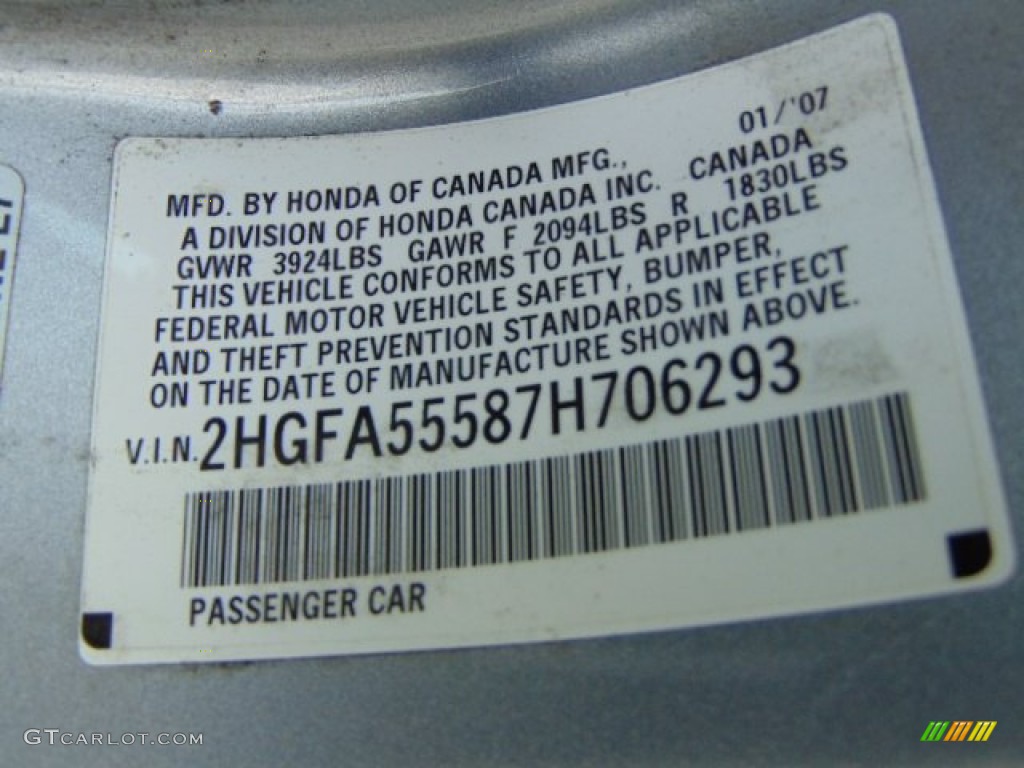 01/'07
MFD. BY HONDA OF CANADA MFG.,
A DIVISION OF HONDA CANADA INC. CANADA
GVWR 3924LBS GAWR F 2094LBS R 1830LBS
THIS VEHICLE CONFORMS TO ALL APPLICABLE
FEDERAL MOTOR VEHICLE SAFETY, BUMPER,
AND THEFT PREVENTION STANDARDS IN EFFECT
ON THE DATE OF MANUFACTURE SHOWN ABOVE.
V.I.N. 2HGFA55587H706293
PASSENGER CAR
GTCARLOT.COM